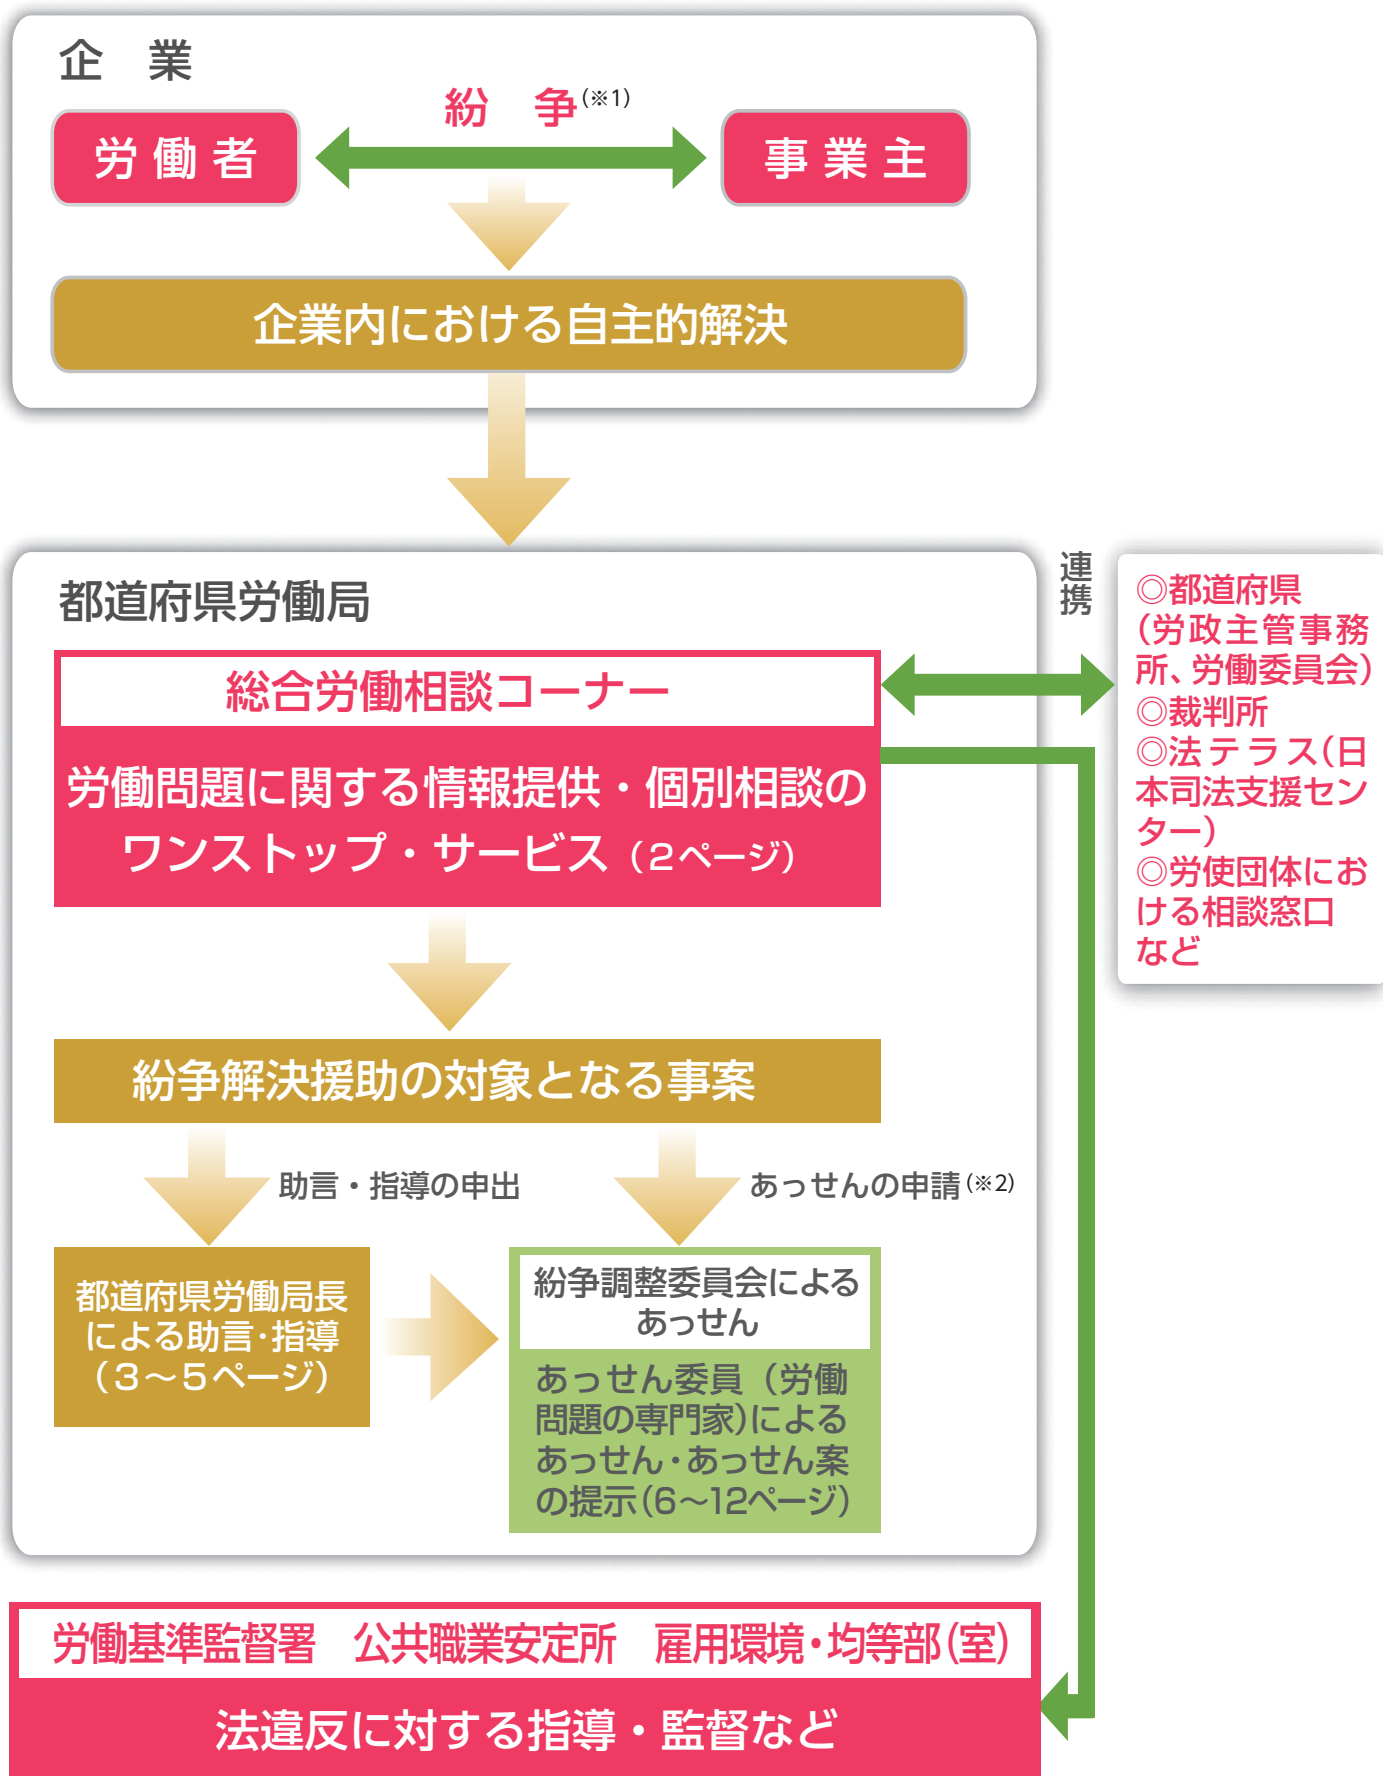 企　業
紛　争(※1)
労働者
事業主
企業内における自主的解決
都道府県労働局
連携
総合労働相談コーナー
労働問題に関する情報提供・個別相談の
ワンストップ・サービス（２ページ）
◎都道府県
（労政主管事務
所、労働委員会）
◎裁判所
◎法テラス（日
本司法支援セン
ター）
◎労使団体にお
ける相談窓口
など
紛争解決援助の対象となる事案
助言・指導の申出
あっせんの申請(※2)
都道府県労働局長
による助言・指導
（３～５ページ）
紛争調整委員会による
あっせん
あっせん委員（労働
問題の専門家）による
あっせん・あっせん案
の提示（6～12ページ）
労働基準監督署　公共職業安定所　雇用環境・均等部（室）
法違反に対する指導・監督など